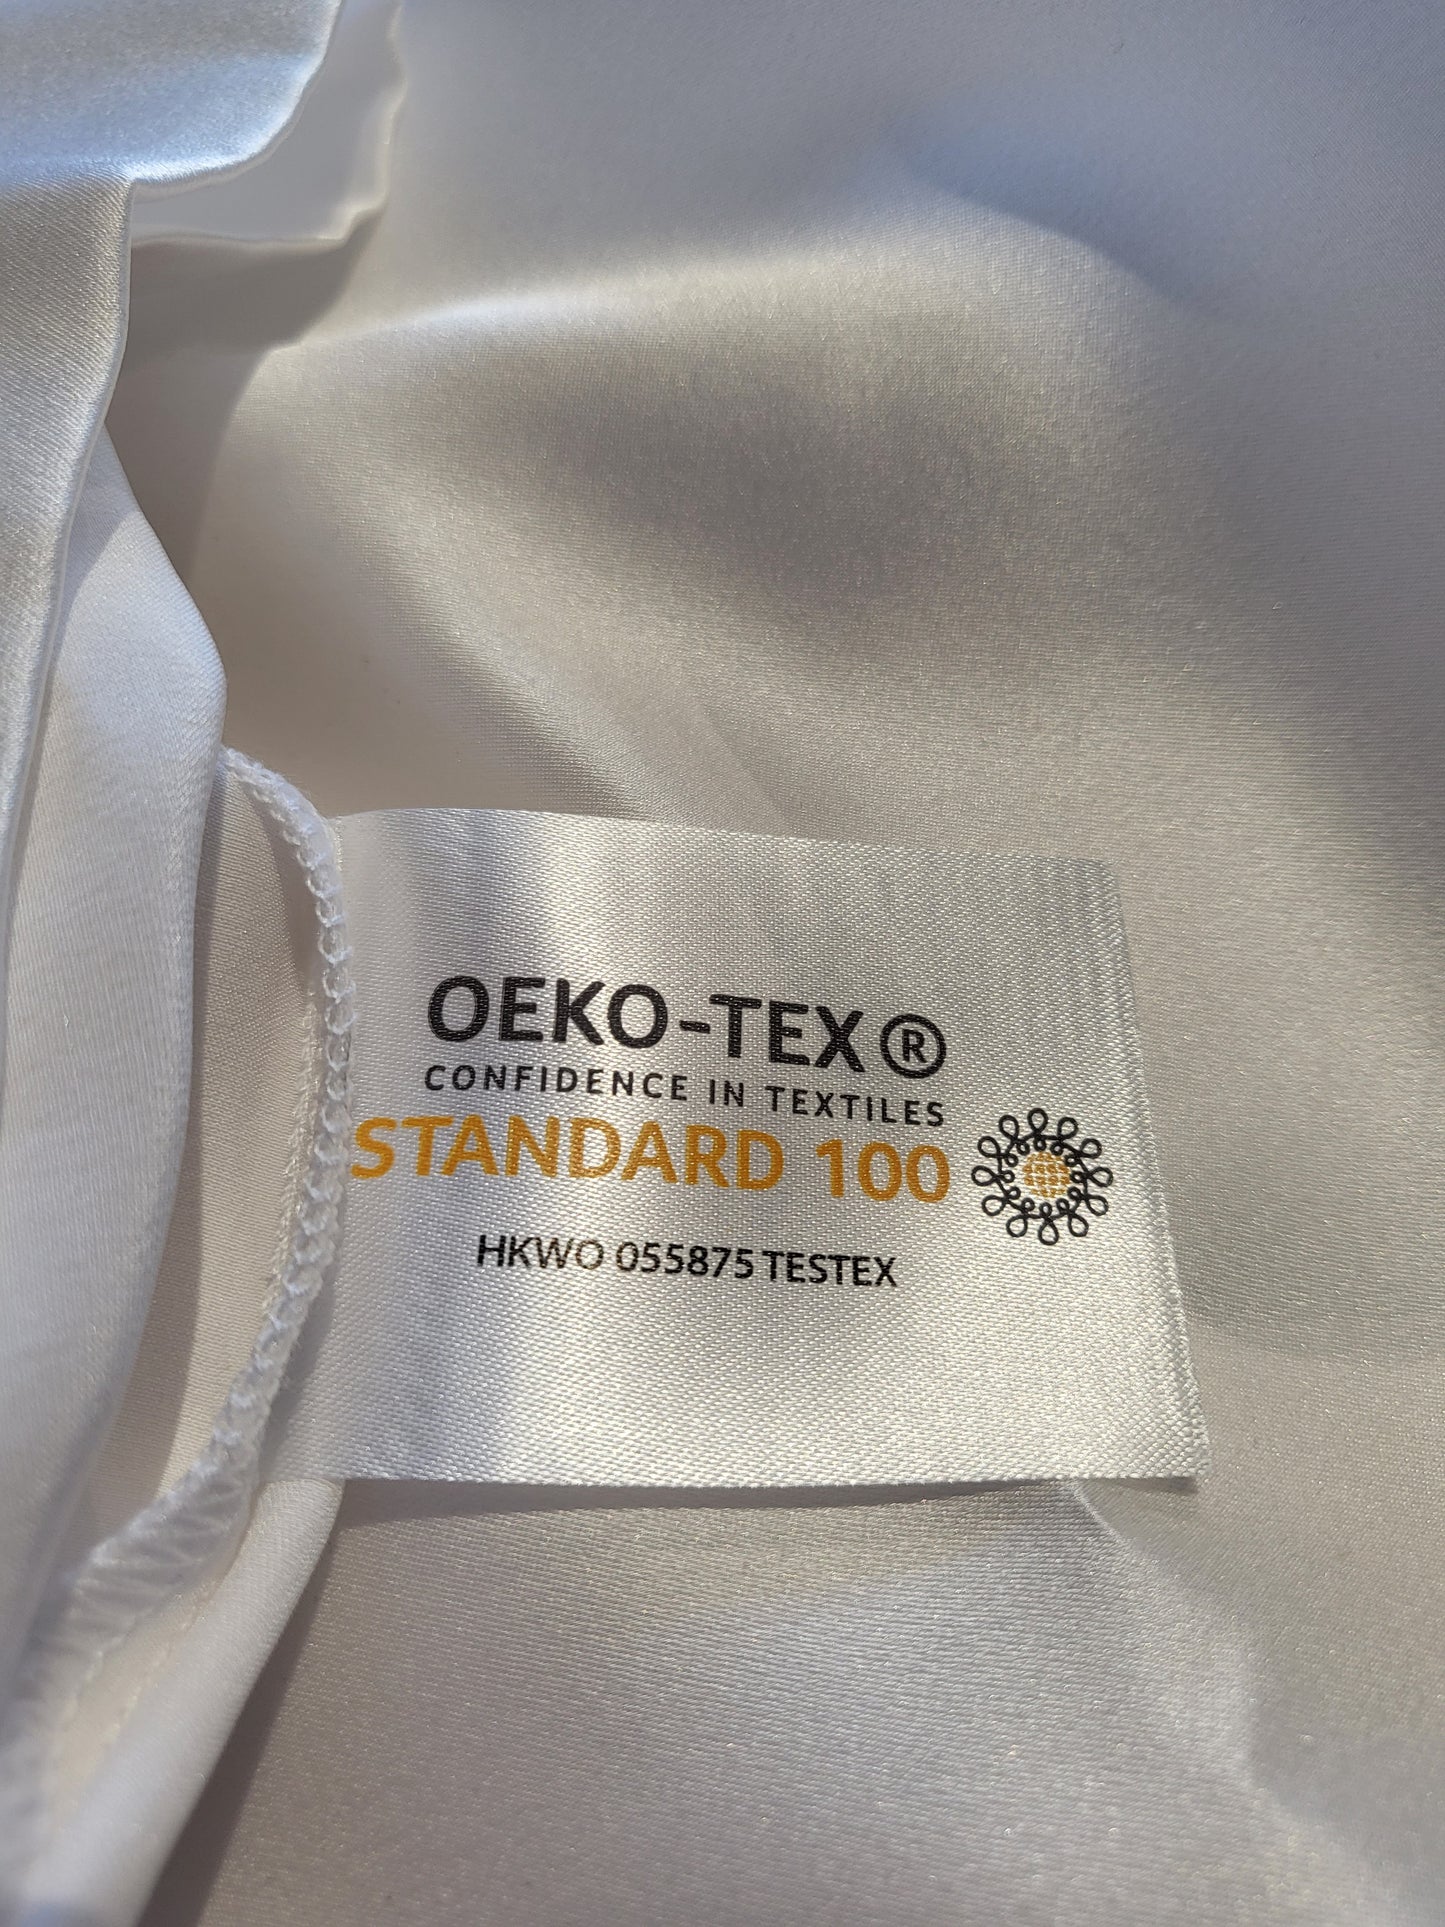 OEKO-TEX®
CONFIDENCE IN TEXTILES
STANDARD 100
HKWO 055875 TESTEX